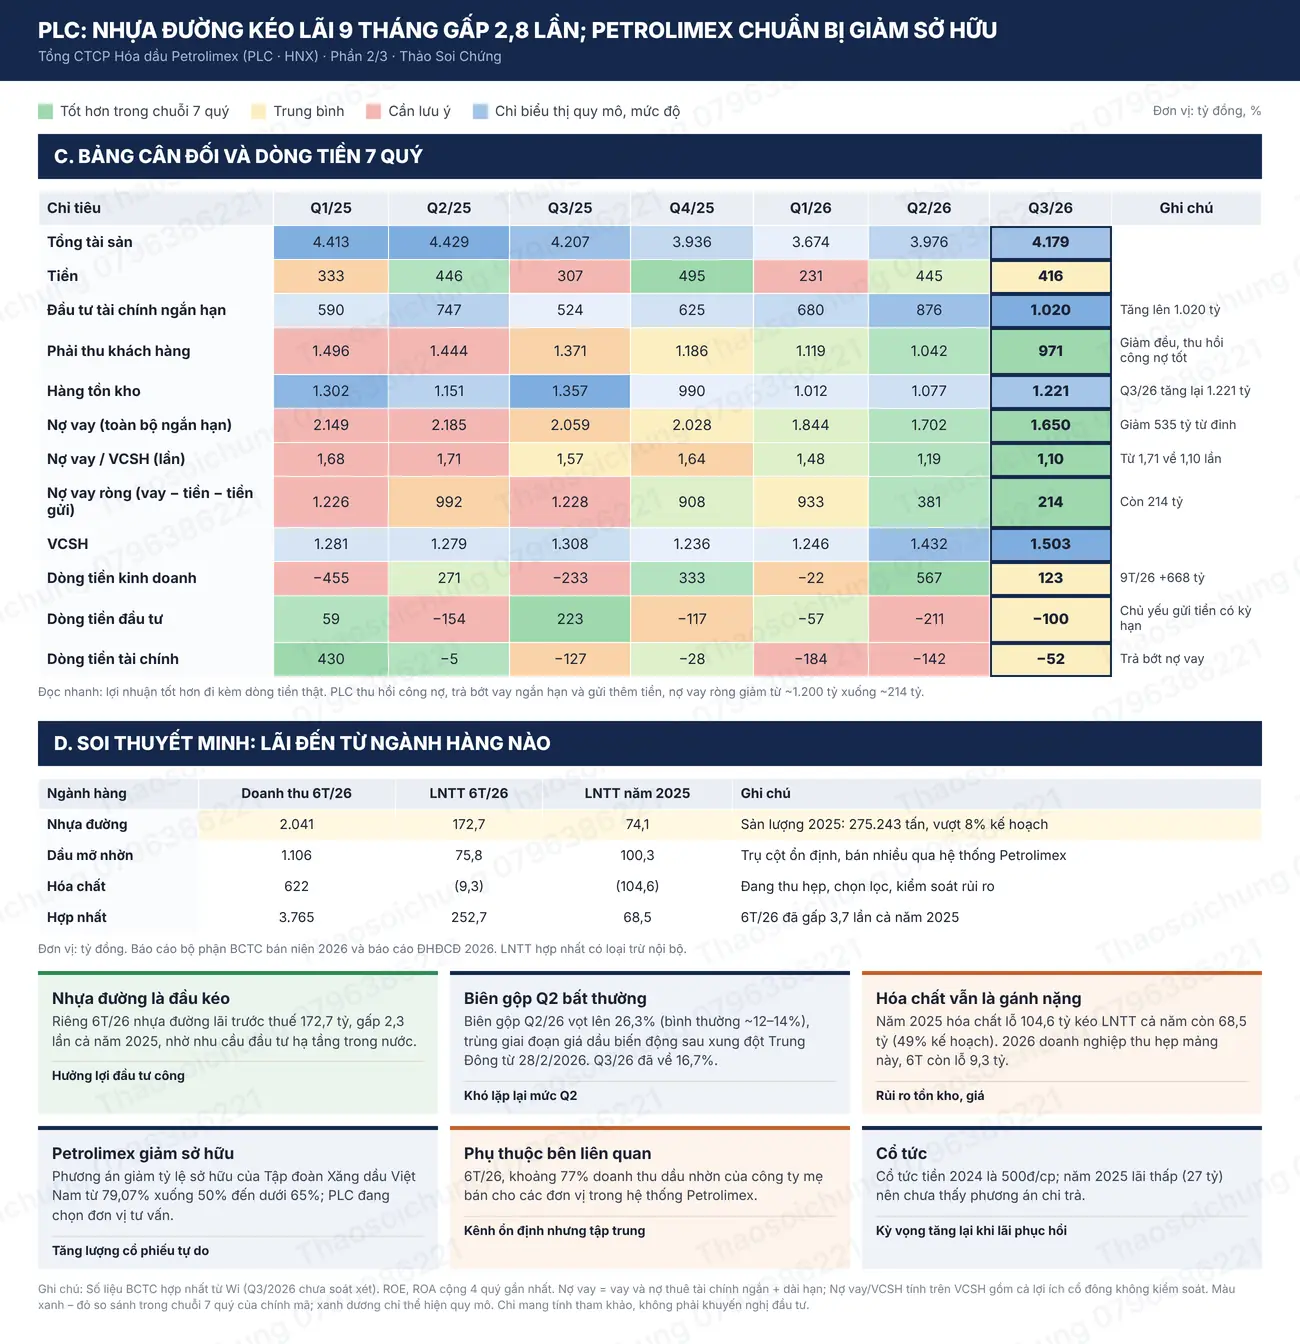 PLC: NHỰA ĐƯỜNG KÉO LÃI 9 THÁNG GẤP 2,8 LẦN; PETROLIMEX CHUẨN BỊ GIẢM SỞ HỮU
Tổng CTCP Hóa dầu Petrolimex (PLC · HNX) · Phần 2/3 · Thảo Soi Chứng
Tốt hơn trong chuỗi 7 quý Trung bình Cần lưu ý Chỉ biểu thị quy mô, mức độ Đơn vị: tỷ đồng, %
C. BẢNG CÂN ĐỐI VÀ DÒNG TIỀN 7 QUÝ
Chỉ tiêu Q1/25 Q2/25 Q3/25 Q4/25 Q1/26 Q2/26 Q3/26 Ghi chú
Tổng tài sản 4.413 4.429 4.207 3.936 3.674 3.976 4.179
Tiền 333 446 307 495 231 445 416
Đầu tư tài chính ngắn hạn 590 747 524 625 680 876 1.020 Tăng lên 1.020 tỷ
Phải thu khách hàng 1.496 1.444 1.371 1.186 1.119 1.042 971 Giảm đều, thu hồi
công nợ tốt
Hàng tồn kho 1.302 1.151 1.357 990 1.012 1.077 1.221 Q3/26 tăng lại 1.221 tỷ
Nợ vay (toàn bộ ngắn hạn) 2.149 2.185 2.059 2.028 1.844 1.702 1.650 Giảm 535 tỷ từ đỉnh
Nợ vay / VCSH (lần) 1,68 1,71 1,57 1,64 1,48 1,19 1,10 Từ 1,71 về 1,10 lần
Nợ vay ròng (vay − tiền − tiền
gửi) 1.226 992 1.228 908 933 381 214 Còn 214 tỷ
VCSH 1.281 1.279 1.308 1.236 1.246 1.432 1.503
Dòng tiền kinh doanh −455 271 −233 333 −22 567 123 9T/26 +668 tỷ
Dòng tiền đầu tư 59 −154 223 −117 −57 −211 −100 Chủ yếu gửi tiền có kỳ
hạn
Dòng tiền tài chính 430 −5 −127 −28 −184 −142 −52 Trả bớt nợ vay
Đọc nhanh: lợi nhuận tốt hơn đi kèm dòng tiền thật. PLC thu hồi công nợ, trả bớt vay ngắn hạn và gửi thêm tiền, nợ vay ròng giảm từ ~1.200 tỷ xuống ~214 tỷ.
D. SOI THUYẾT MINH: LÃI ĐẾN TỪ NGÀNH HÀNG NÀO
Ngành hàng Doanh thu 6T/26 LNTT 6T/26 LNTT năm 2025 Ghi chú
Nhựa đường 2.041 172,7 74,1 Sản lượng 2025: 275.243 tấn, vượt 8% kế hoạch
Dầu mỡ nhờn 1.106 75,8 100,3 Trụ cột ổn định, bán nhiều qua hệ thống Petrolimex
Hóa chất 622 (9,3) (104,6) Đang thu hẹp, chọn lọc, kiểm soát rủi ro
Hợp nhất 3.765 252,7 68,5 6T/26 đã gấp 3,7 lần cả năm 2025
Đơn vị: tỷ đồng. Báo cáo bộ phận BCTC bán niên 2026 và báo cáo ĐHĐCĐ 2026. LNTT hợp nhất có loại trừ nội bộ.
Nhựa đường là đầu kéo
Riêng 6T/26 nhựa đường lãi trước thuế 172,7 tỷ, gấp 2,3
lần cả năm 2025, nhờ nhu cầu đầu tư hạ tầng trong nước.
Hưởng lợi đầu tư công
Biên gộp Q2 bất thường
Biên gộp Q2/26 vọt lên 26,3% (bình thường ~12–14%),
trùng giai đoạn giá dầu biến động sau xung đột Trung
Đông từ 28/2/2026. Q3/26 đã về 16,7%.
Khó lặp lại mức Q2
Hóa chất vẫn là gánh nặng
Năm 2025 hóa chất lỗ 104,6 tỷ kéo LNTT cả năm còn 68,5
tỷ (49% kế hoạch). 2026 doanh nghiệp thu hẹp mảng
này, 6T còn lỗ 9,3 tỷ.
Rủi ro tồn kho, giá
Petrolimex giảm sở hữu
Phương án giảm tỷ lệ sở hữu của Tập đoàn Xăng dầu Việt
Nam từ 79,07% xuống 50% đến dưới 65%; PLC đang
chọn đơn vị tư vấn.
Tăng lượng cổ phiếu tự do
Phụ thuộc bên liên quan
6T/26, khoảng 77% doanh thu dầu nhờn của công ty mẹ
bán cho các đơn vị trong hệ thống Petrolimex.
Kênh ổn định nhưng tập trung
Cổ tức
Cổ tức tiền 2024 là 500đ/cp; năm 2025 lãi thấp (27 tỷ)
nên chưa thấy phương án chi trả.
Kỳ vọng tăng lại khi lãi phục hồi
Ghi chú: Số liệu BCTC hợp nhất từ Wi (Q3/2026 chưa soát xét). ROE, ROA cộng 4 quý gần nhất. Nợ vay = vay và nợ thuê tài chính ngắn + dài hạn; Nợ vay/VCSH tính trên VCSH gồm cả lợi ích cổ đông không kiểm soát. Màu
xanh – đỏ so sánh trong chuỗi 7 quý của chính mã; xanh dương chỉ thể hiện quy mô. Chỉ mang tính tham khảo, không phải khuyến nghị đầu tư.
Thaosoichung 0796386221